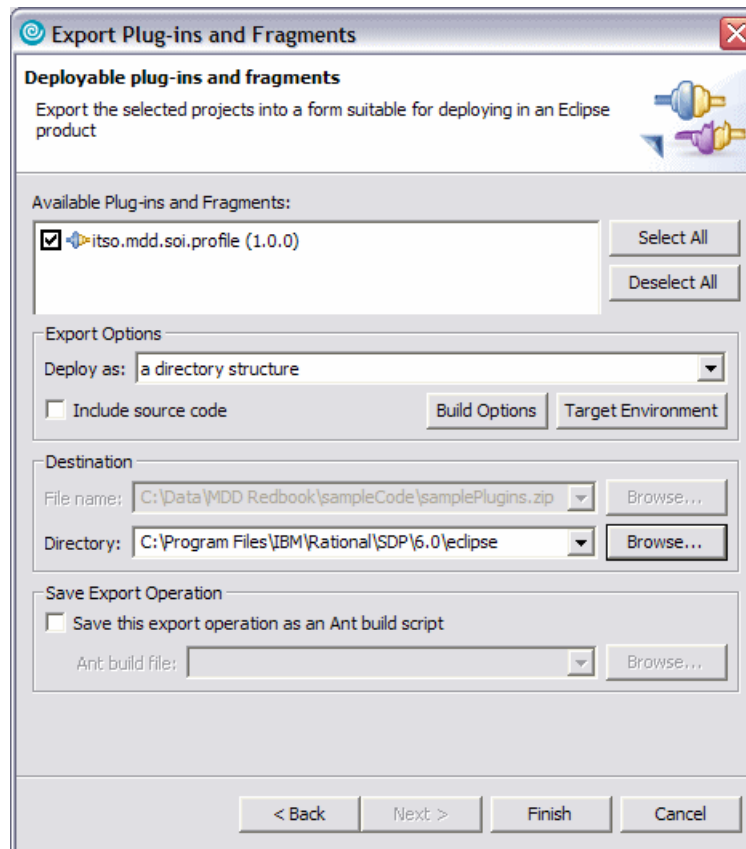 Export Plug-ins and Fragments
Deployable plug-ins and fragments
Export the selected projects into a form suitable for deploying in an Eclipse
product
Available Plug-ins and Fragments:
itso.mdd.soi.profile (1.0.0)
Select All
Deselect All
Export Options
Deploy as: a directory structure
Include source code
Build Options
Target Environment
Destination
File name: C:\Data\MDD Redbook\sampleCode\samplePlugins.zip
Browse...
Directory: C:\Program Files\IBM\Rational\SDP\6.0\eclipse
Browse...
Save Export Operation
Save this export operation as an Ant build script
Ant build file:
Browse...
< Back
Next >
Finish
Cancel